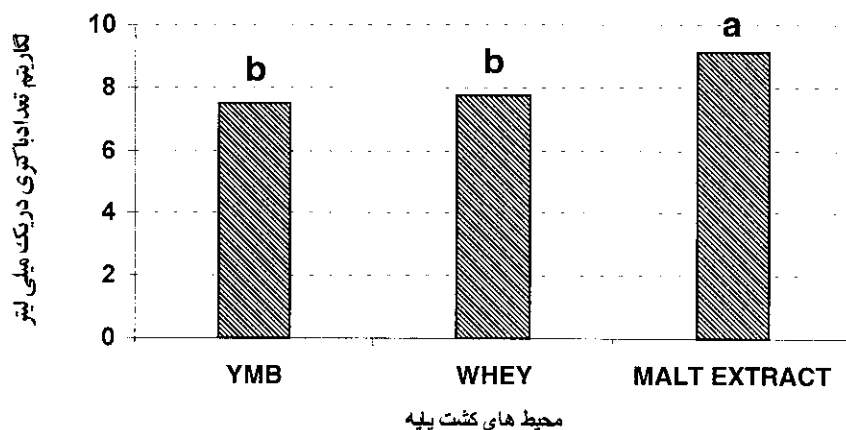 لگاریتم تعداد باکتری در یک میلی لیتر
10
8
6
4
2
0
b
b
a
YMB
WHEY
MALT EXTRACT
محیط های کشت پایه